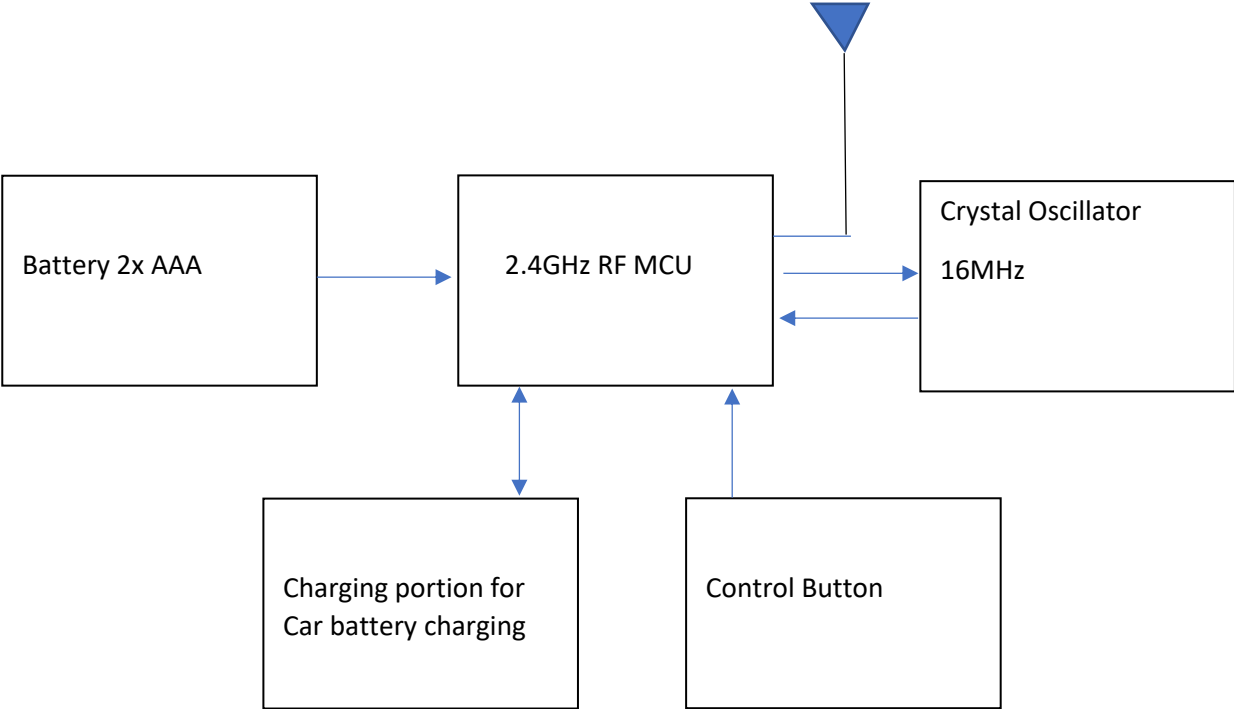 Battery 2x AAA
2.4GHz RF MCU
Crystal Oscillator
16MHz
Charging portion for
Car battery charging
Control Button